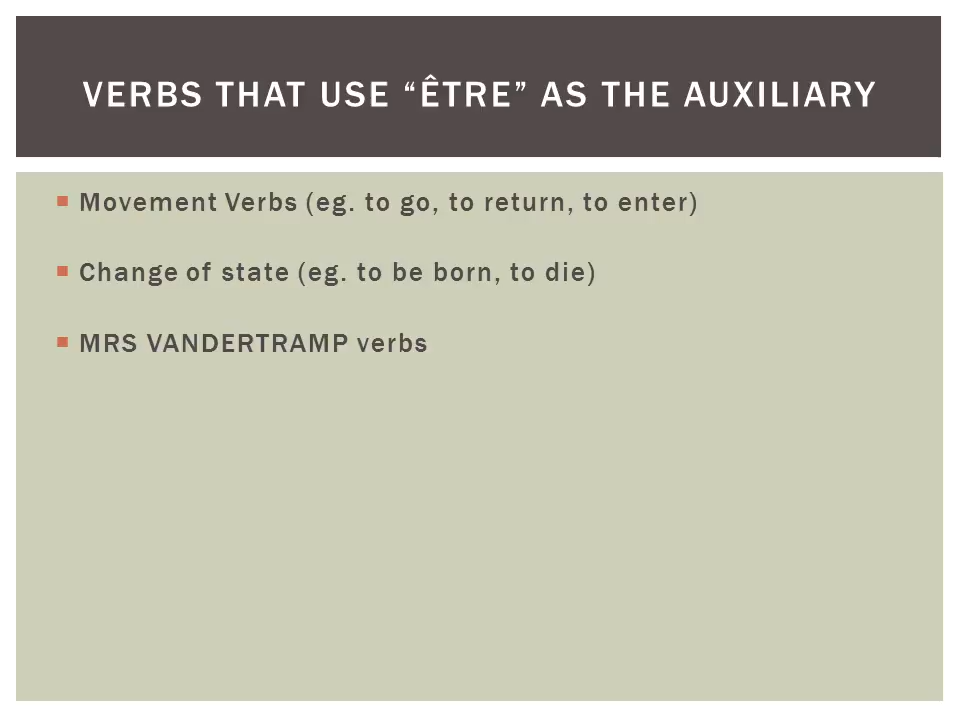 VERBS THAT USE “ÊTRE” AS THE AUXILIARY
Movement Verbs (eg. to go, to return, to enter)
Change of state (eg. to be born, to die)
MRS VANDERTRAMP verbs